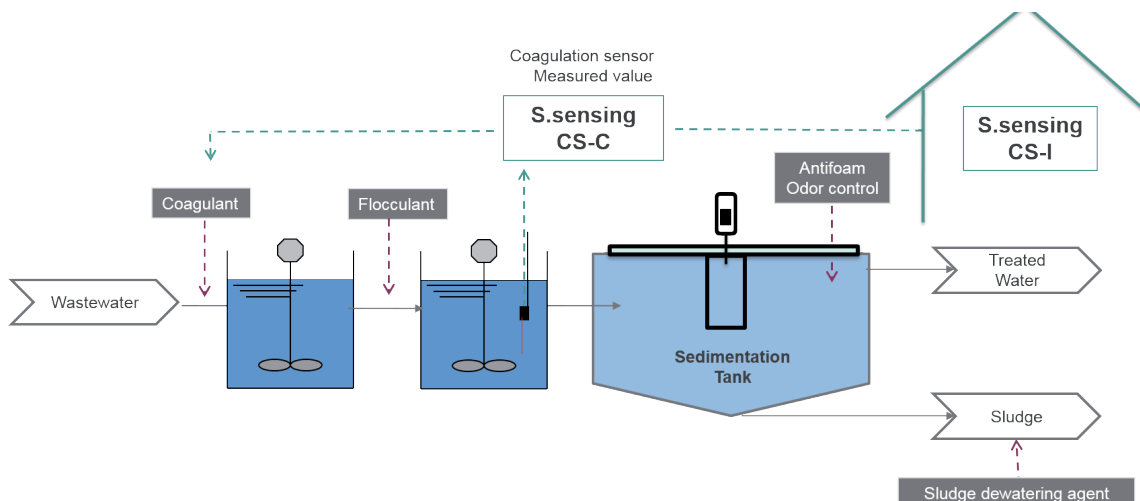 Coagulation sensor
Measured value
S.sensing
CS-C
S.sensing
CS-I
Antifoam
Odor control
Coagulant
Flocculant
Wastewater
Treated
Water
Sedimentation
Tank
Sludge
Sludge dewatering agent